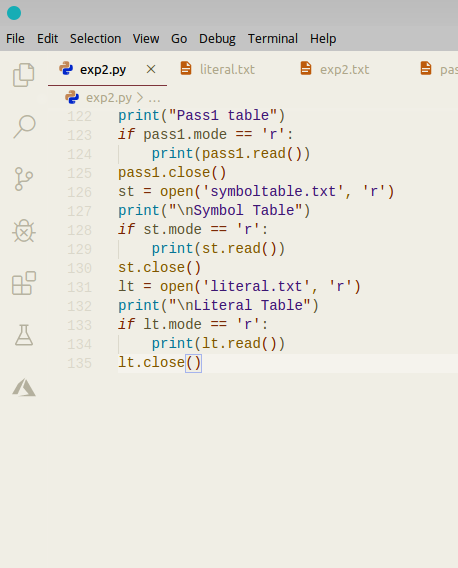 File Edit Selection View Go Debug Terminal Help
exp2.py literal.txt exp2.txt pas
exp2.py > ...
122 print("Pass1 table")
123 if pass1.mode == 'r':
124     print(pass1.read())
125 pass1.close()
126 st = open('symboltable.txt', 'r')
127 print("\nSymbol Table")
128 if st.mode == 'r':
129     print(st.read())
130 st.close()
131 lt = open('literal.txt', 'r')
132 print("\nLiteral Table")
133 if lt.mode == 'r':
134     print(lt.read())
135 lt.close()